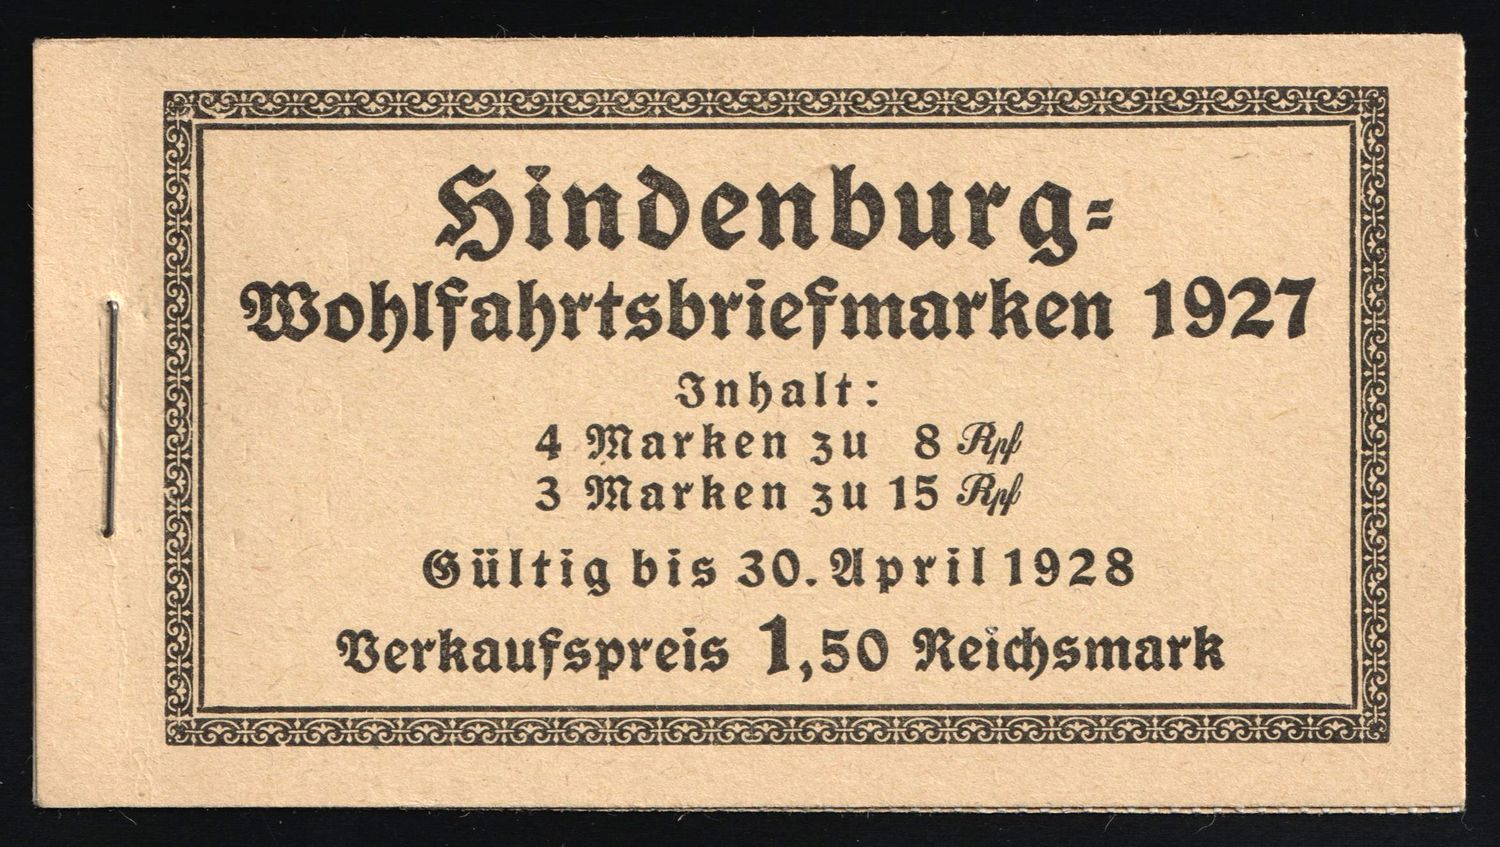 Hindenburg=
Wohlfahrtsbriefmarken 1927
Inhalt:
4 Marken zu 8 Rpf
3 Marken zu 15 Rpf
Gültig bis 30. April 1928
Verkaufspreis 1,50 Reichsmark